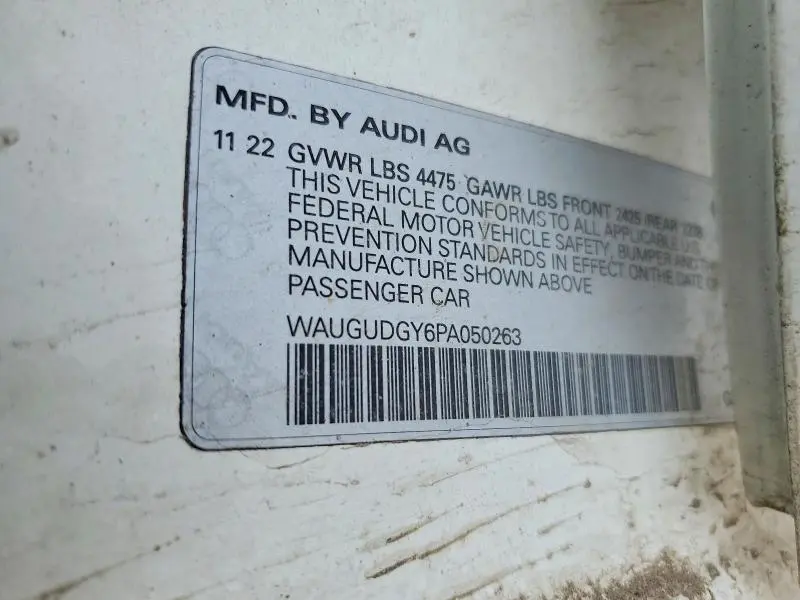 MFD. BY AUDI AG
11 22 GVWR LBS 4475 GAWR LBS FRONT 2425 REAR
THIS VEHICLE CONFORMS TO ALL APPLICABLE U.S.
FEDERAL MOTOR VEHICLE SAFETY, BUMPER AND
PREVENTION STANDARDS IN EFFECT ON THE DATE OF
MANUFACTURE SHOWN ABOVE
PASSENGER CAR
WAUGUDGY6PA050263